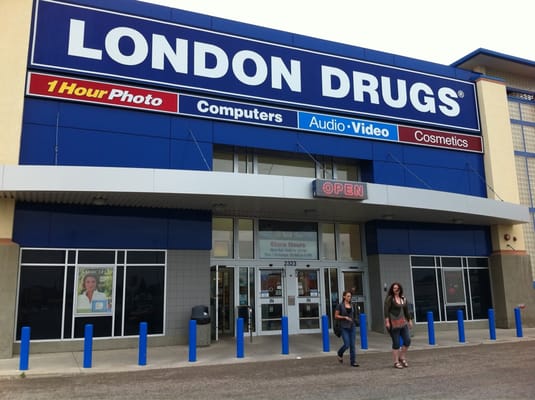 LONDON DRUGS®
1 Hour Photo
Computers
Audio•Video
Cosmetics
OPEN
Store Hours
2323